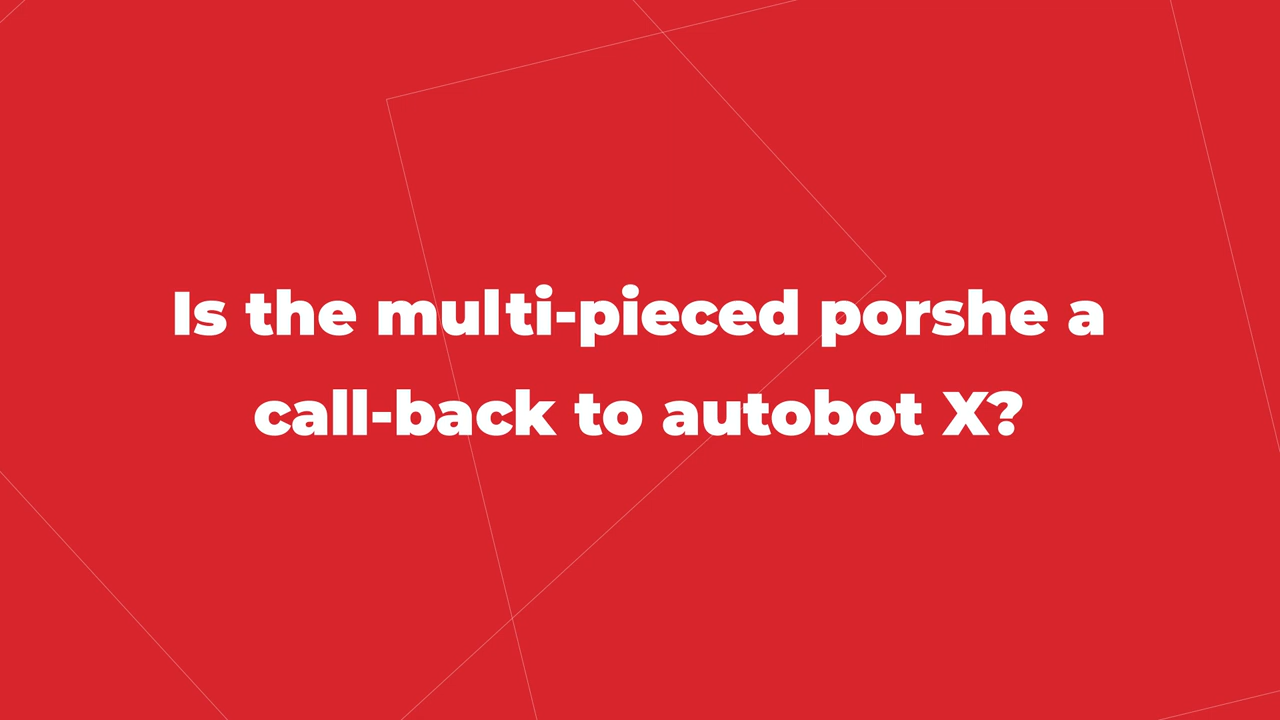 Is the multi-pieced porshe a
call-back to autobot X?